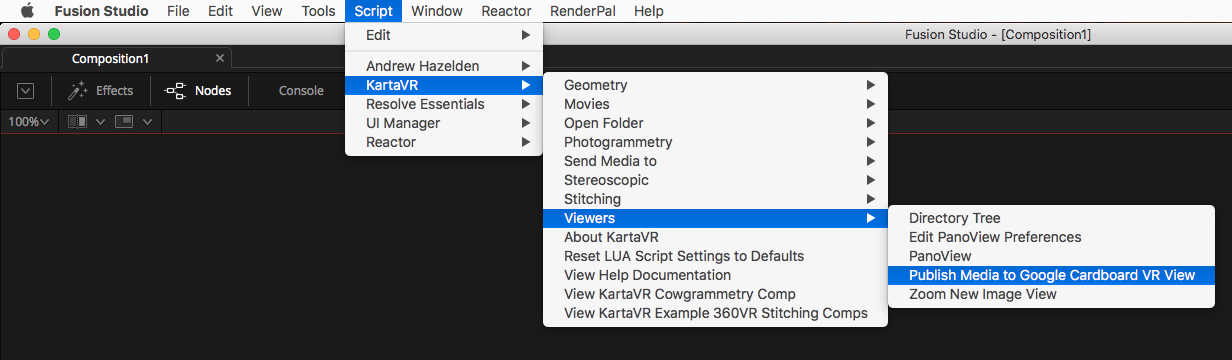 Fusion Studio File Edit View Tools Script Window Reactor RenderPal Help
Fusion Studio - [Composition1]
Composition1
Effects Nodes Console
100%
Edit
Andrew Hazelden
KartaVR
Resolve Essentials
UI Manager
Reactor
Geometry
Movies
Open Folder
Photogrammetry
Send Media to
Stereoscopic
Stitching
Viewers
About KartaVR
Reset LUA Script Settings to Defaults
View Help Documentation
View KartaVR Cowgrammetry Comp
View KartaVR Example 360VR Stitching Comps
Directory Tree
Edit PanoView Preferences
PanoView
Publish Media to Google Cardboard VR View
Zoom New Image View